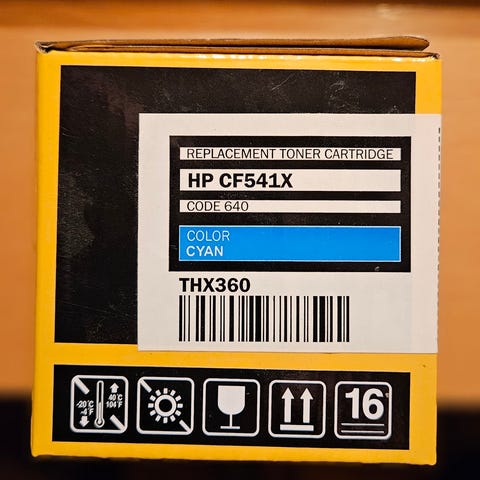 REPLACEMENT TONER CARTRIDGE
HP CF541X
CODE 640
COLOR
CYAN
THX360
-20°C
-4°F
40°C
104°F
16